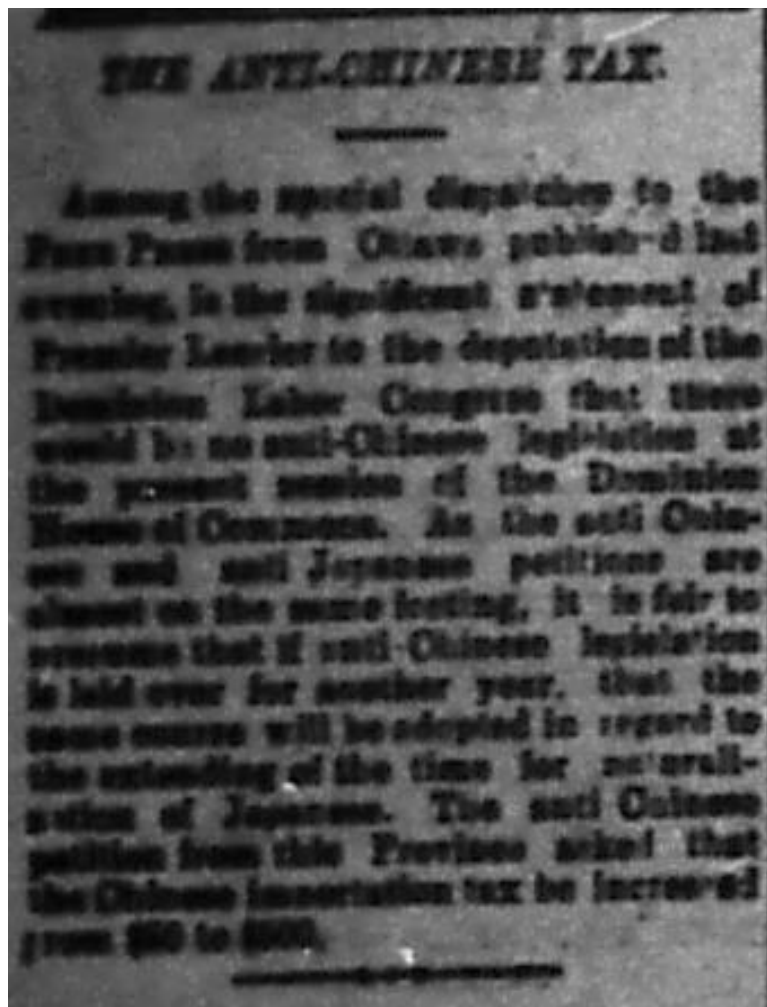 THE ANTI-CHINESE TAX.
Among the special dispatches to the
from Ottawa published last
evening, is the significant statement of
Premier Laurier to the deputation of the
Dominion Labor Congress that there
would be no anti-Chinese legislation at
the present session of the Dominion
House of Commons. As the anti Chin-
ese and anti Japanese petitions are
almost on the same footing, it is fair to
presume that if anti-Chinese legislation
is laid over for another year, that the
same course will be adopted in regard to
the extending of the time for naturali-
zation of Japanese. The anti Chinese
petition from this Province asked that
the Chinese importation tax be increased
from to